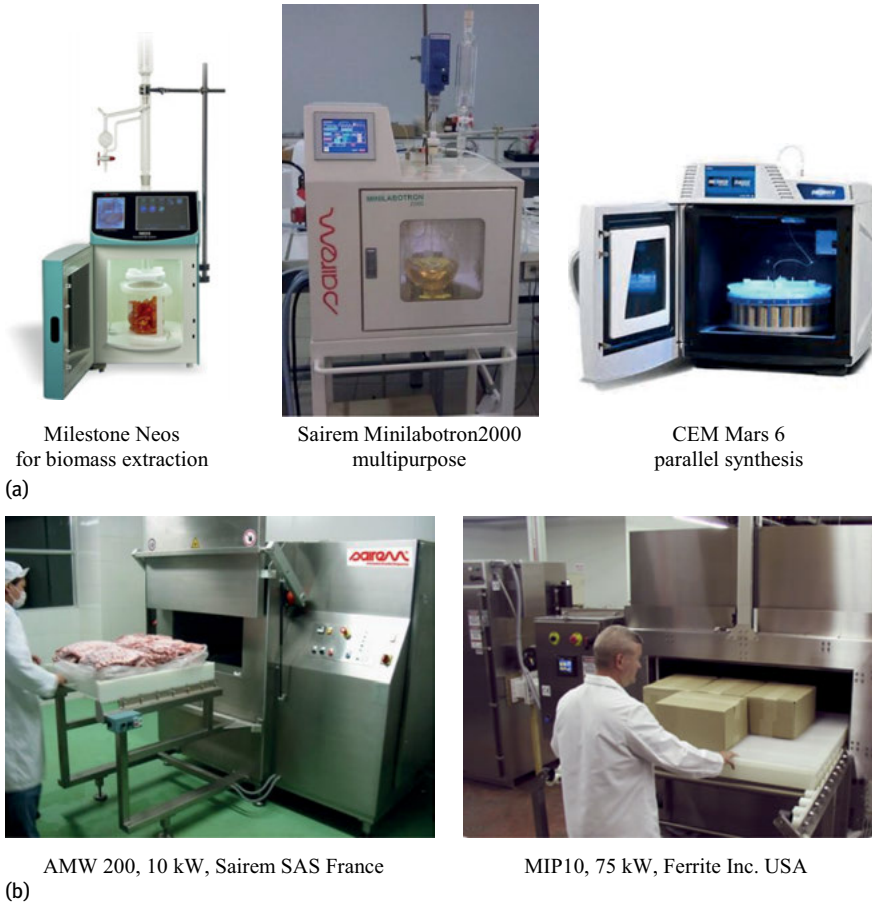 MINILABOTRON
2000
sairem
Milestone Neos
for biomass extraction
Sairem Minilabotron2000
multipurpose
CEM Mars 6
parallel synthesis
(a)
sairem
AMW 200, 10 kW, Sairem SAS France
MIP10, 75 kW, Ferrite Inc. USA
(b)